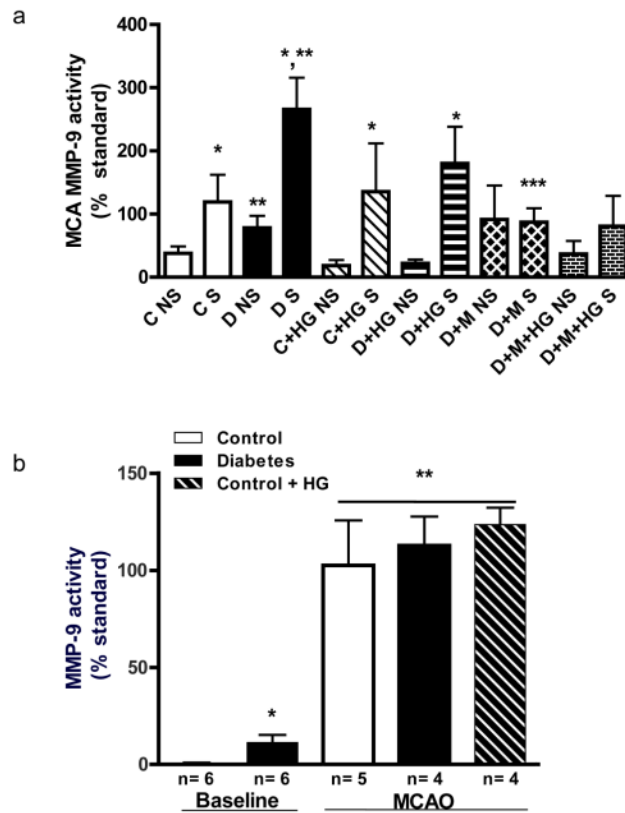 a
MCA MMP-9 activity
(% standard)
400
300
200
100
0
*
**
*,**
*
*
***
C NS
C S
D NS
D S
C+HG NS
C+HG S
D+HG NS
D+HG S
D+M NS
D+M S
D+M+HG NS
D+M+HG S
b
Control
Diabetes
Control + HG
MMP-9 activity
(% standard)
150
100
50
0
*
**
n= 6
n= 6
n= 5
n= 4
n= 4
Baseline
MCAO